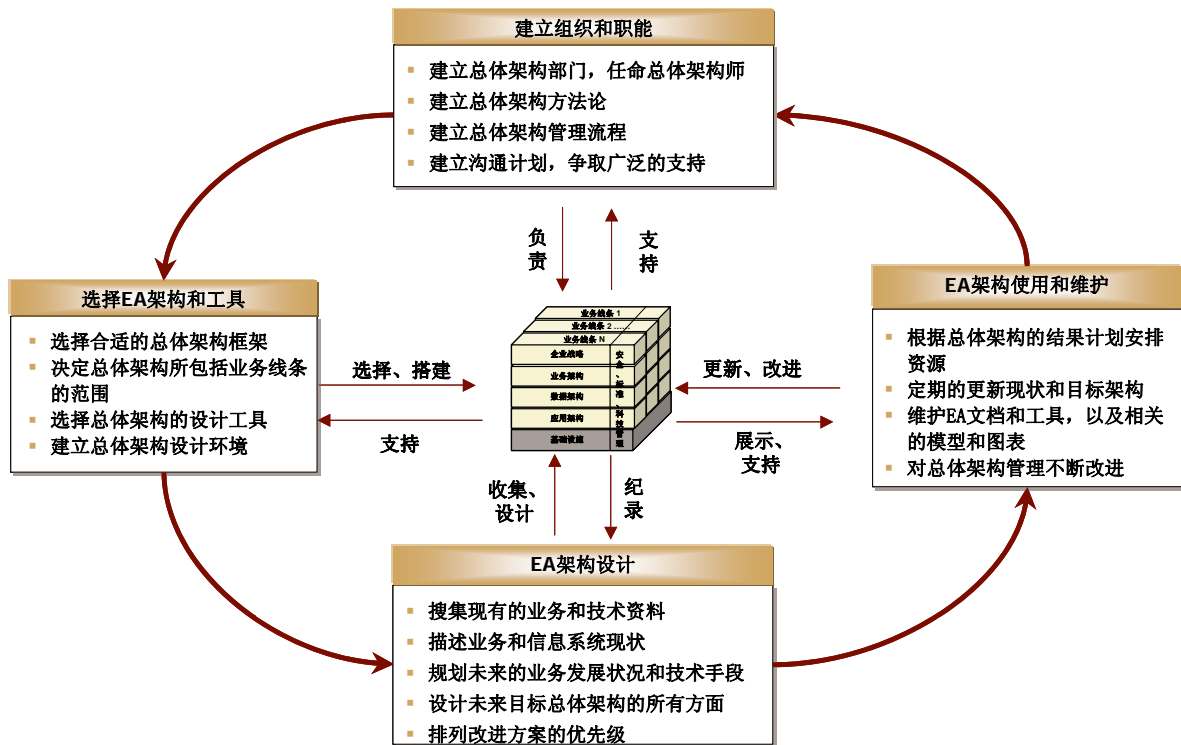 建立组织和职能
建立总体架构部门，任命总体架构师
建立总体架构方法论
建立总体架构管理流程
建立沟通计划，争取广泛的支持
负责
支持
选择EA架构和工具
选择合适的总体架构框架
决定总体架构所包括业务线条
的范围
选择总体架构的设计工具
建立总体架构设计环境
选择、搭建
支持
业务线条 1
业务线条 2 .....
业务线条 N
企业战略
业务架构
数据架构
应用架构
基础设施
安全、标准、科技管理
更新、改进
展示、
支持
EA架构使用和维护
根据总体架构的结果计划安排
资源
定期的更新现状和目标架构
维护EA文档和工具，以及相关
的模型和图表
对总体架构管理不断改进
收集、
设计
纪录
EA架构设计
搜集现有的业务和技术资料
描述业务和信息系统现状
规划未来的业务发展状况和技术手段
设计未来目标总体架构的所有方面
排列改进方案的优先级